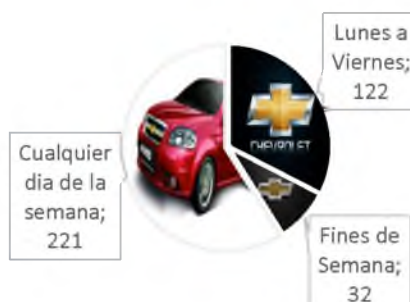 Lunes a
Viernes;
122
CHEVROLET
Cualquier
dia de la
semana;
221
Fines de
Semana;
32